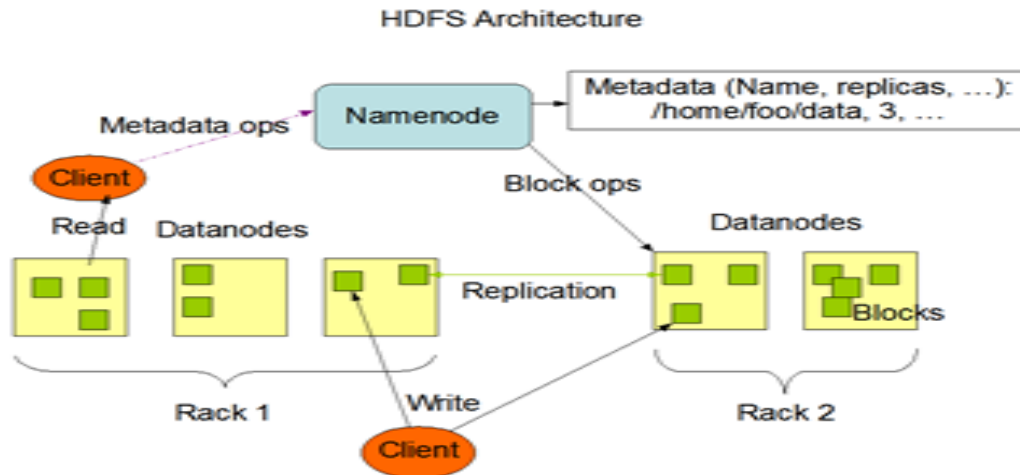 HDFS Architecture
Metadata (Name, replicas, ...):
/home/foo/data, 3, ...
Namenode
Metadata ops
Client
Block ops
Read
Datanodes
Datanodes
Replication
Blocks
Rack 1
Write
Rack 2
Client